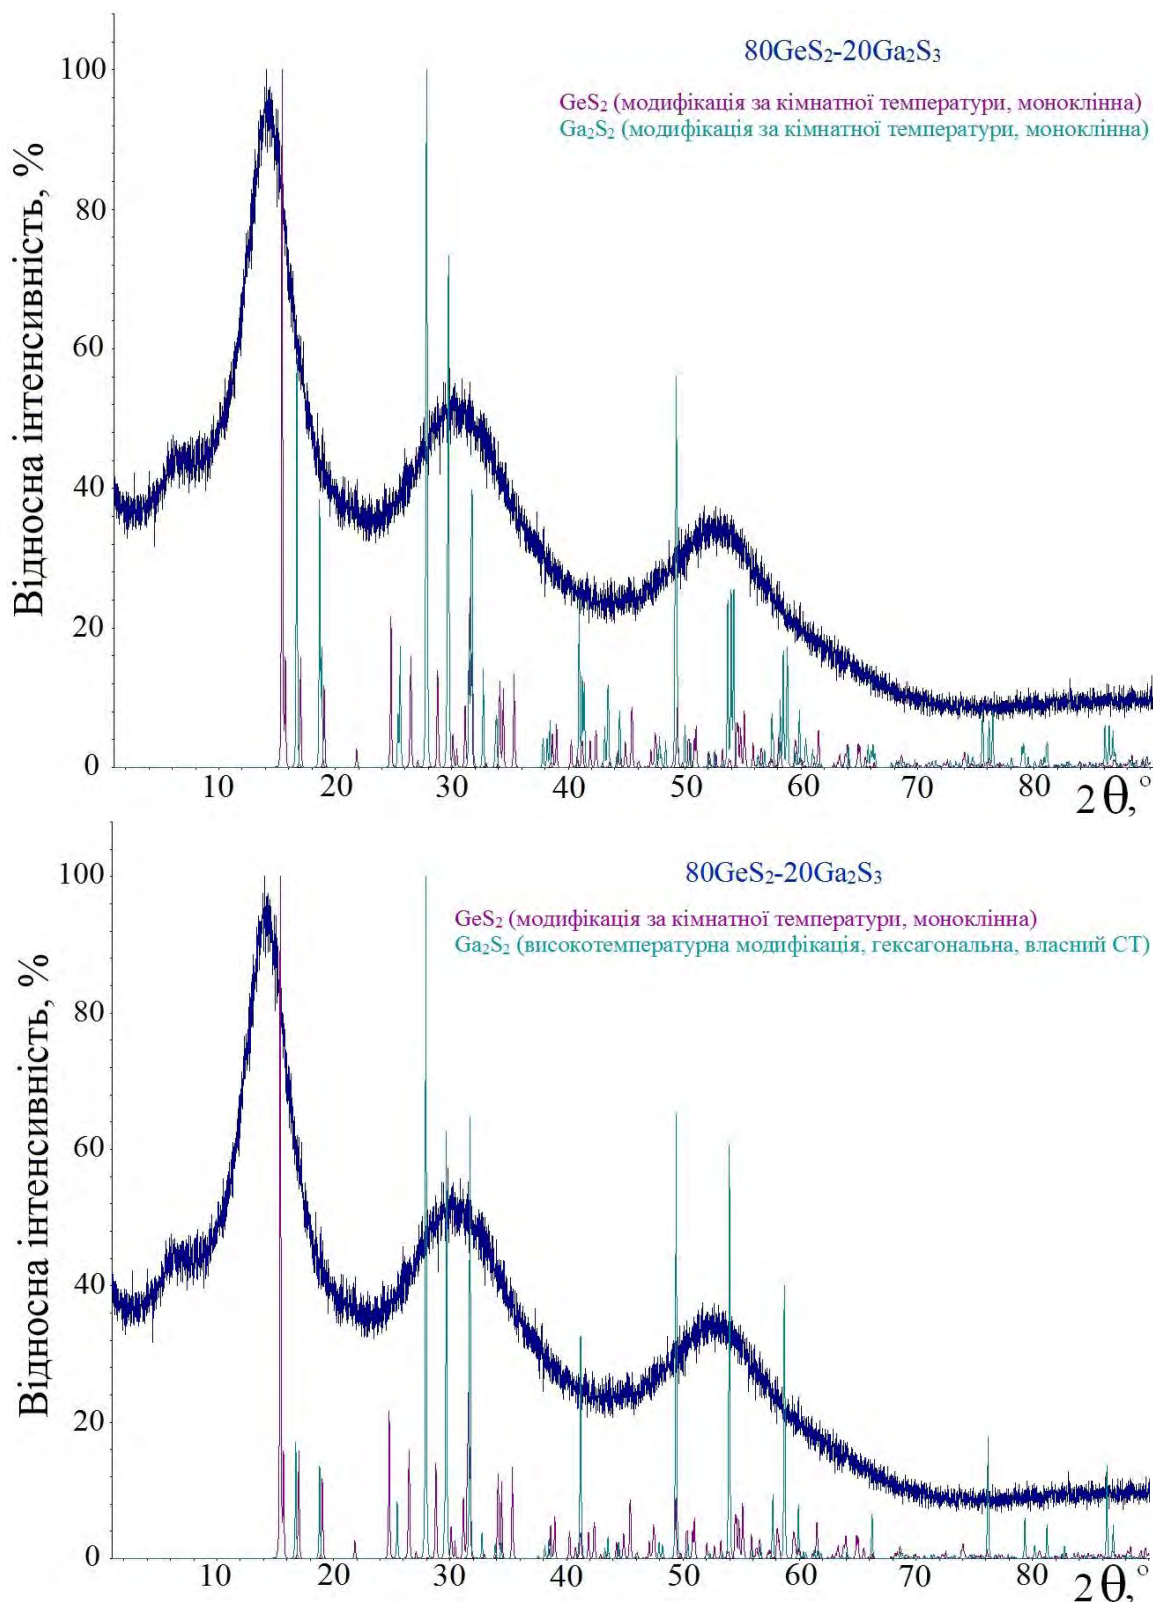 80GeS₂-20Ga₂S₃
GeS₂ (модифікація за кімнатної температури, моноклінна)
Ga₂S₂ (модифікація за кімнатної температури, моноклінна)
Відносна інтенсивність, %
100
80
60
40
20
0
10 20 30 40 50 60 70 80
2θ,°
80GeS₂-20Ga₂S₃
GeS₂ (модифікація за кімнатної температури, моноклінна)
Ga₂S₂ (високотемпературна модифікація, гексагональна, власний СТ)
Відносна інтенсивність, %
100
80
60
40
20
0
10 20 30 40 50 60 70 80
2θ,°